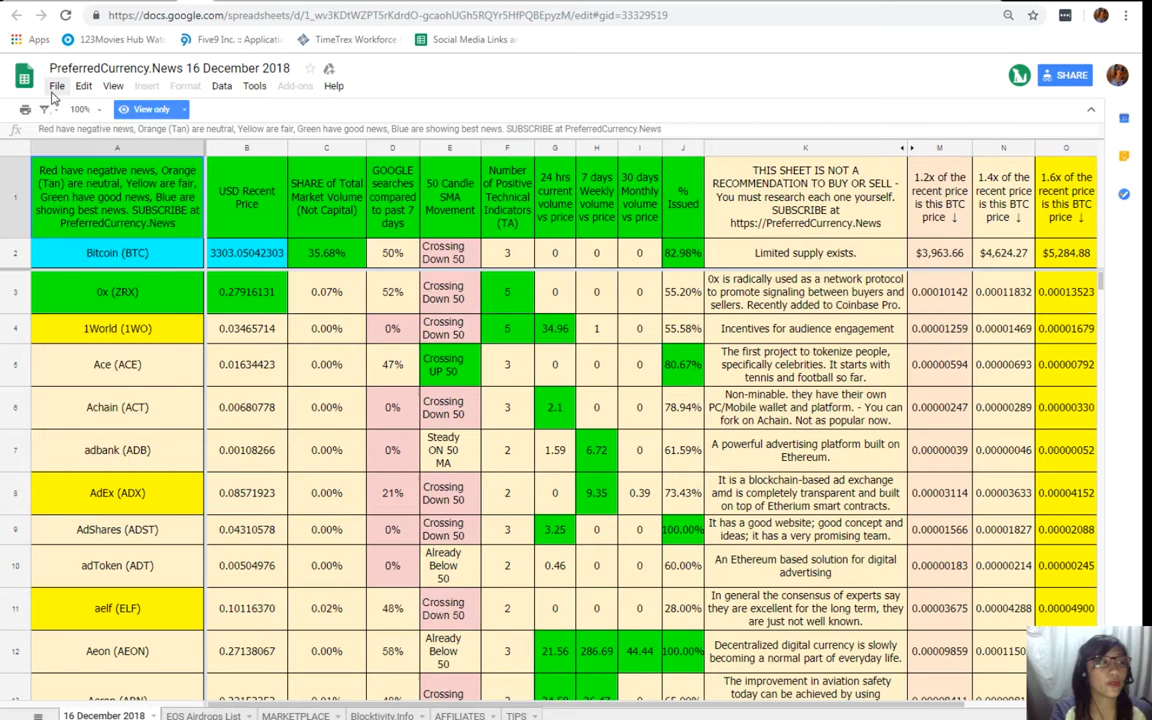 https://docs.google.com/spreadsheets/d/1_wv3KDtWZPT5rKdrdO-gcaohUGh5RQYr5HfPQBEpyzM/edit#gid=33329519
Apps 123Movies Hub Wat Five9 Inc. :: Applicati TimeTrex Workforce Social Media Links an
PreferredCurrency.News 16 December 2018
SHARE
File Edit View Insert Format Data Tools Add-ons Help
100% View only
fx Red have negative news, Orange (Tan) are neutral, Yellow are fair, Green have good news, Blue are showing best news. SUBSCRIBE at PreferredCurrency.News
A B C D E F G H I J K M N O
1
Red have negative news, Orange
(Tan) are neutral, Yellow are fair,
Green have good news, Blue are
showing best news. SUBSCRIBE at
PreferredCurrency.News
USD Recent
Price
SHARE of Total
Market Volume
(Not Capital)
GOOGLE
searches
compared
to past 7
days
50 Candle
SMA
Movement
Number
of Positive
Technical
Indicators
(TA)
24 hrs
current
volume
vs price
7 days
Weekly
volume
vs price
30 days
Monthly
volume
vs price
%
Issued
THIS SHEET IS NOT A
RECOMMENDATION TO BUY OR SELL -
You must research each one yourself.
SUBSCRIBE at
https://PreferredCurrency.News
1.2x of the
recent price
is this BTC
price ↓
1.4x of the
recent price
is this BTC
price ↓
1.6x of the
recent price
is this BTC
price ↓
2 Bitcoin (BTC) 3303.05042303 35.68% 50% Crossing
Down 50 3 0 0 0 82.98% Limited supply exists. $3,963.66 $4,624.27 $5,284.88
3 0x (ZRX) 0.27916131 0.07% 52% Crossing
Down 50 5 0 0 0 55.20% 0x is radically used as a network protocol
to promote signaling between buyers and
sellers. Recently added to Coinbase Pro. 0.00010142 0.00011832 0.00013523
4 1World (1WO) 0.03465714 0.00% 0% Crossing
Down 50 5 34.96 1 0 55.58% Incentives for audience engagement 0.00001259 0.00001469 0.00001679
5 Ace (ACE) 0.01634423 0.00% 47% Crossing
UP 50 3 0 0 0 80.67% The first project to tokenize people,
specifically celebrities. It starts with
tennis and football so far. 0.00000594 0.00000693 0.00000792
6 Achain (ACT) 0.00680778 0.00% 0% Crossing
Down 50 3 2.1 0 0 78.94% Non-minable. they have their own
PC/Mobile wallet and platform. - You can
fork on Achain. Not as popular now. 0.00000247 0.00000289 0.00000330
7 adbank (ADB) 0.00108266 0.00% 0% Steady
ON 50
MA 2 1.59 6.72 0 61.59% A powerful advertising platform built on
Ethereum. 0.00000039 0.00000046 0.00000052
8 AdEx (ADX) 0.08571923 0.00% 21% Crossing
Down 50 2 0 9.35 0.39 73.43% It is a blockchain-based ad exchange
amd is completely transparent and built
on top of Etherium smart contracts. 0.00003114 0.00003633 0.00004152
9 AdShares (ADST) 0.04310578 0.00% 0% Crossing
Down 50 3 3.25 0 0 100.00% It has a good website; good concept and
ideas; it has a very promising team. 0.00001566 0.00001827 0.00002088
10 adToken (ADT) 0.00504976 0.00% 0% Already
Below
50 3 0.46 0 0 60.00% An Ethereum based solution for digital
advertising 0.00000183 0.00000214 0.00000245
11 aelf (ELF) 0.10116370 0.02% 48% Crossing
Down 50 2 0 0 0 28.00% In general the consensus of experts say
they are excellent for the long term, they
are just not well known. 0.00003675 0.00004288 0.00004900
12 Aeon (AEON) 0.27138067 0.00% 58% Already
Below
50 3 21.56 286.69 44.44 100.00% Decentralized digital currency is slowly
becoming a normal part of everyday life. 0.00009859 0.0001150
Crossing
The improvement in aviation safety
today can be achieved by using
16 December 2018 EOS Airdrops List MARKETPLACE Blocktivity.Info AFFILIATES TIPS